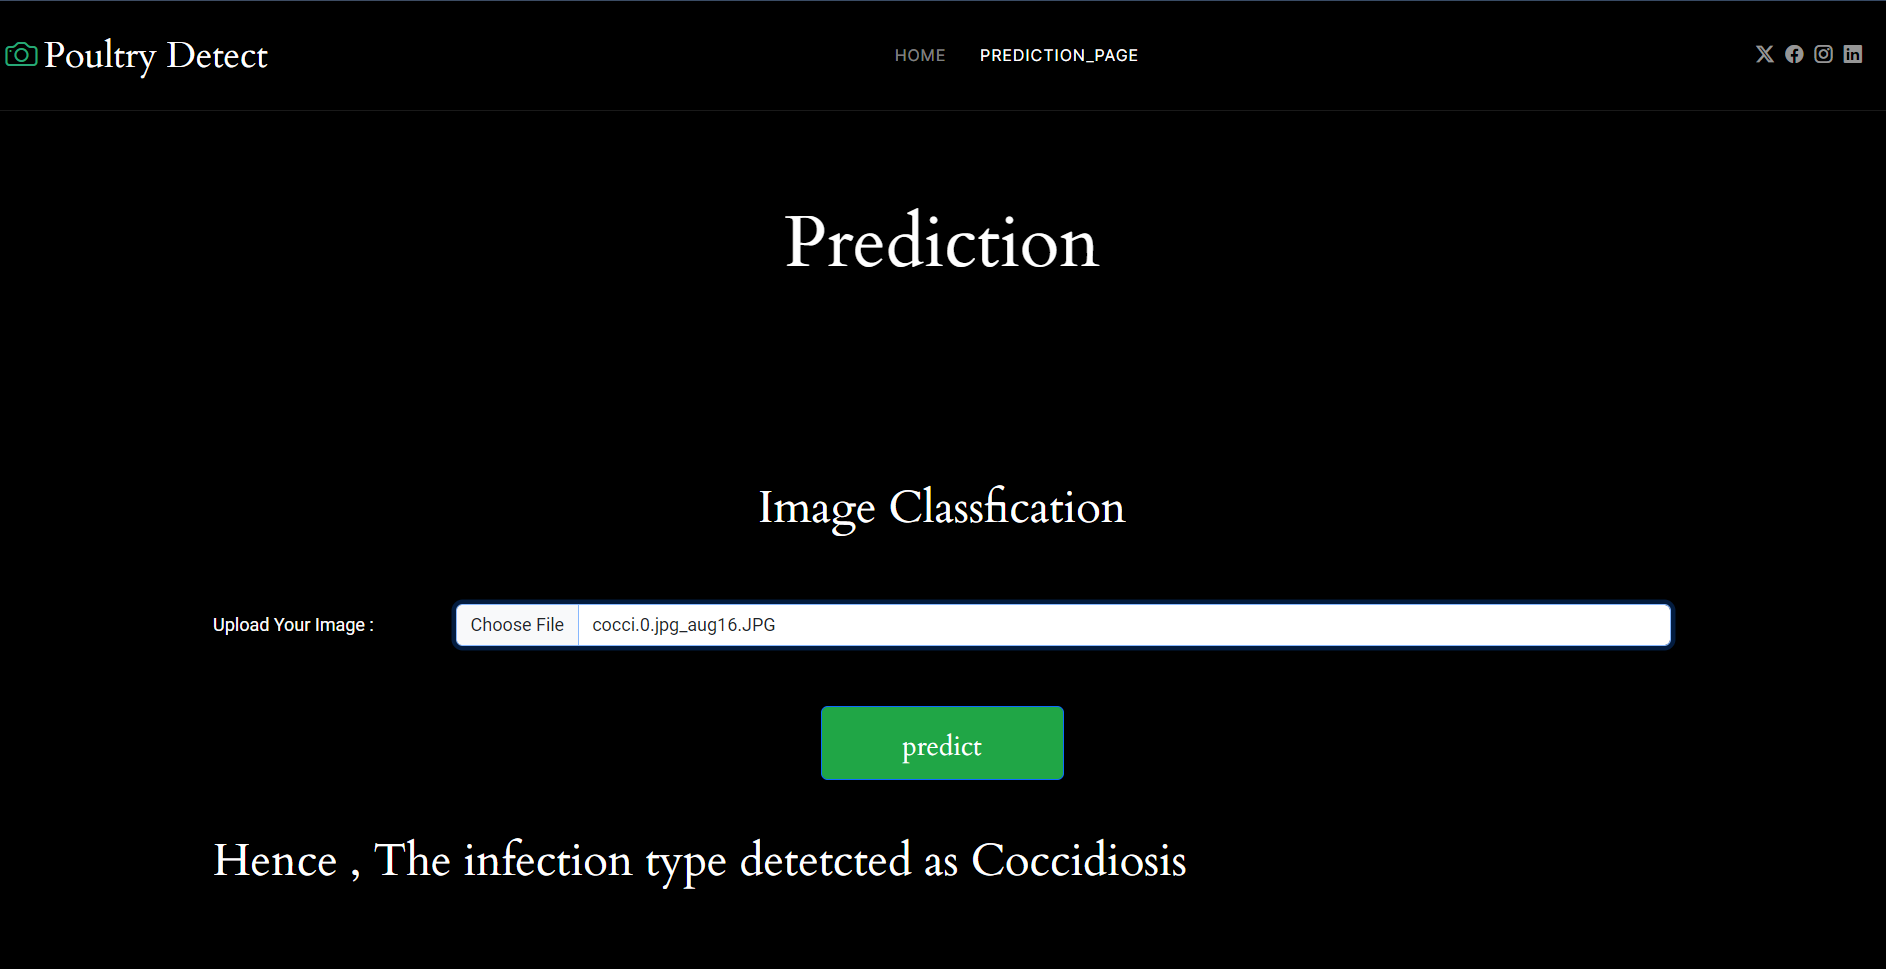 Poultry Detect
HOME PREDICTION_PAGE
Prediction
Image Classfication
Upload Your Image :
Choose File cocci.0.jpg_aug16.JPG
predict
Hence , The infection type detetcted as Coccidiosis